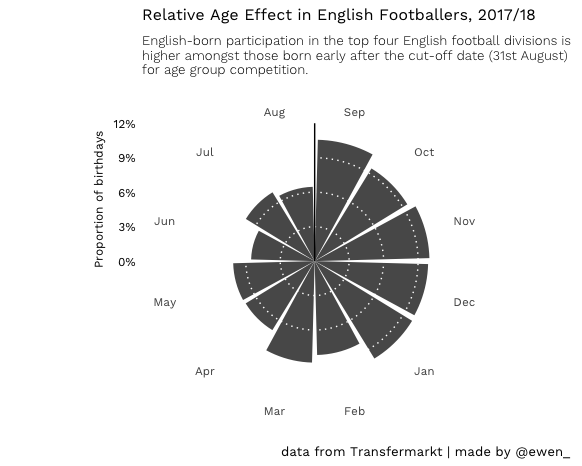 Relative Age Effect in English Footballers, 2017/18
English-born participation in the top four English football divisions is
higher amongst those born early after the cut-off date (31st August)
for age group competition.
Aug
Sep
12%
9%
6%
3%
0%
Proportion of birthdays
Jul
Oct
Jun
Nov
May
Dec
Apr
Jan
Mar
Feb
data from Transfermarkt | made by @ewen_